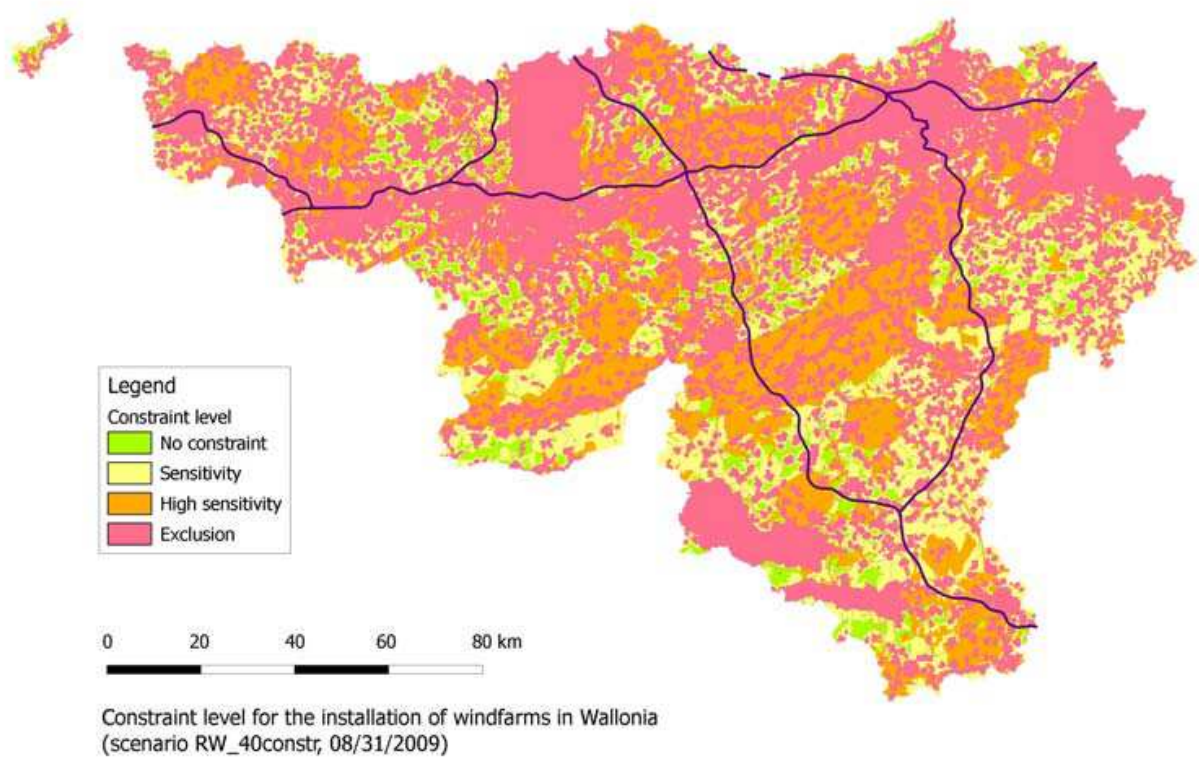 Legend
Constraint level
No constraint
Sensitivity
High sensitivity
Exclusion
0 20 40 60 80 km
Constraint level for the installation of windfarms in Wallonia
(scenario RW_40constr, 08/31/2009)